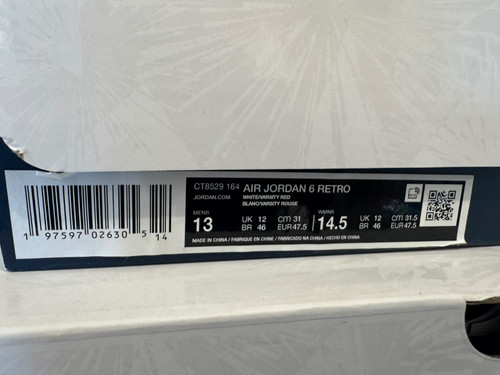 CT8529 164 AIR JORDAN 6 RETRO
JORDAN.COM WHITE/VARSITY RED
BLANC/VARSITY ROUGE
MENS WMNS
13 UK 12 cm 31 14.5 UK 12 cm 31.5
BR 46 EUR 47.5 BR 46 EUR 47.5
MADE IN CHINA / FABRIQUE EN CHINE / FABRICADO NA CHINA / HECHO EN CHINA
1 97597 02630 5 14